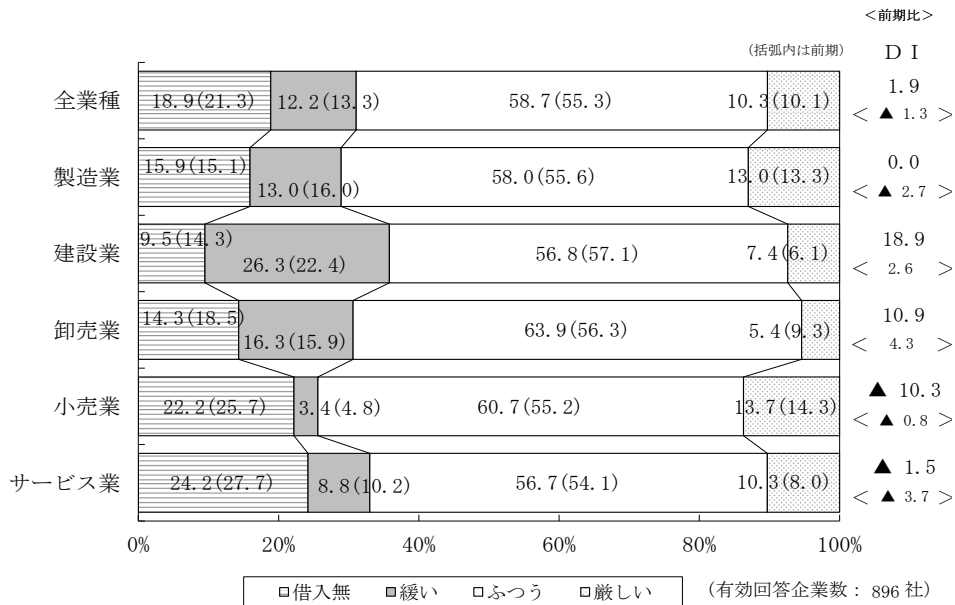 ＜前期比＞
(括弧内は前期)
ＤＩ
全業種 18.9(21.3) 12.2(13.3) 58.7(55.3) 10.3(10.1) 1.9
＜ ▲ 1.3 ＞
製造業 15.9(15.1) 13.0(16.0) 58.0(55.6) 13.0(13.3) 0.0
＜ ▲ 2.7 ＞
建設業 9.5(14.3) 26.3(22.4) 56.8(57.1) 7.4(6.1) 18.9
＜ 2.6 ＞
卸売業 14.3(18.5) 16.3(15.9) 63.9(56.3) 5.4(9.3) 10.9
＜ 4.3 ＞
小売業 22.2(25.7) 3.4(4.8) 60.7(55.2) 13.7(14.3) ▲ 10.3
＜ ▲ 0.8 ＞
サービス業 24.2(27.7) 8.8(10.2) 56.7(54.1) 10.3(8.0) ▲ 1.5
＜ ▲ 3.7 ＞
0% 20% 40% 60% 80% 100%
借入無 緩い ふつう 厳しい (有効回答企業数：896社)